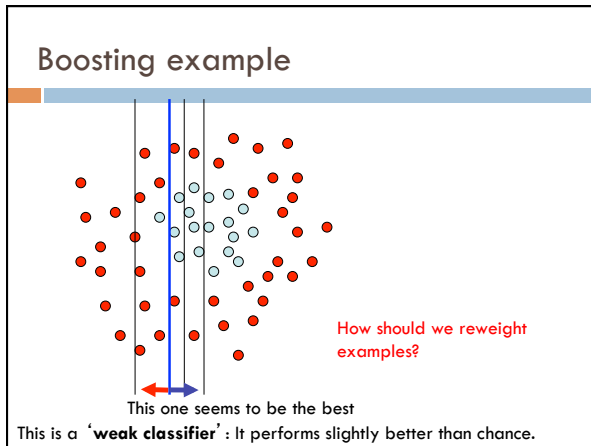 Boosting example
How should we reweight
examples?
This one seems to be the best
This is a ‘weak classifier’: It performs slightly better than chance.